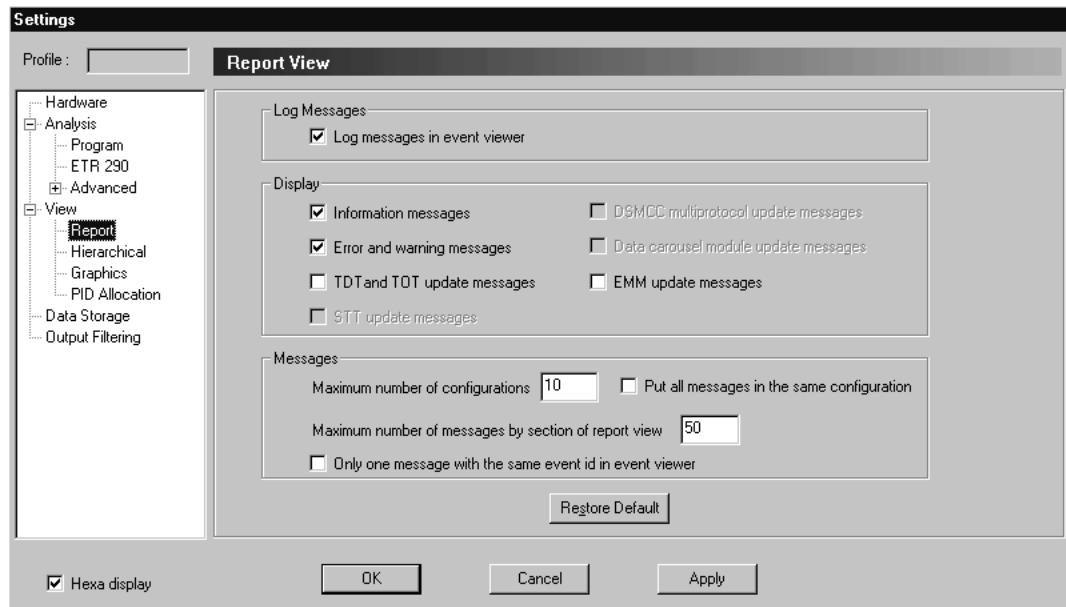 Settings
Profile :
Report View
Hardware
Analysis
Program
ETR 290
Advanced
View
Report
Hierarchical
Graphics
PID Allocation
Data Storage
Output Filtering
Log Messages
Log messages in event viewer
Display
Information messages
DSMCC multiprotocol update messages
Error and warning messages
Data carousel module update messages
TDTand TOT update messages
EMM update messages
STT update messages
Messages
Maximum number of configurations 10 Put all messages in the same configuration
Maximum number of messages by section of report view 50
Only one message with the same event id in event viewer
Restore Default
Hexa display
OK
Cancel
Apply